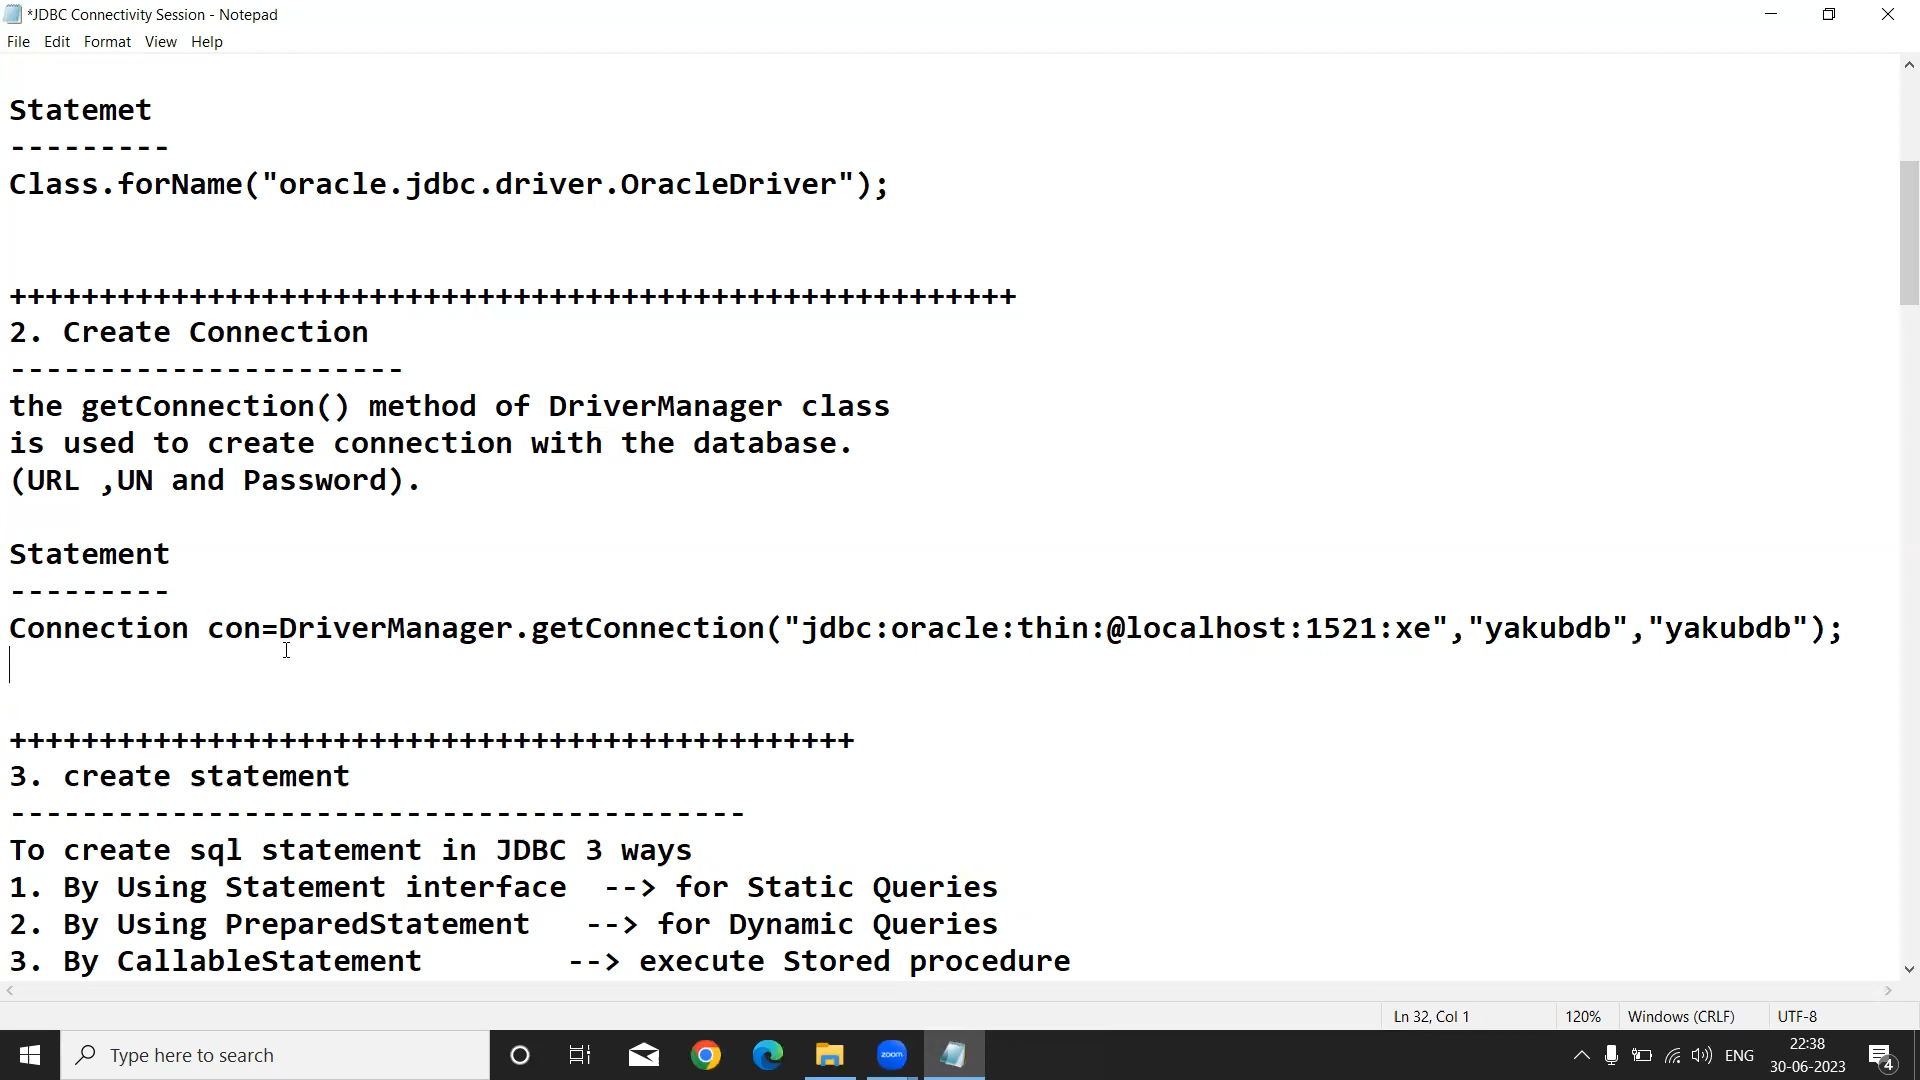 *JDBC Connectivity Session - Notepad
File Edit Format View Help
Statemet
---------
Class.forName("oracle.jdbc.driver.OracleDriver");
++++++++++++++++++++++++++++++++++++++++++++++++++++++++
2. Create Connection
----------------------
the getConnection() method of DriverManager class
is used to create connection with the database.
(URL ,UN and Password).
Statement
---------
Connection con=DriverManager.getConnection("jdbc:oracle:thin:@localhost:1521:xe","yakubdb","yakubdb");
+++++++++++++++++++++++++++++++++++++++++++++++
3. create statement
-----------------------------------------
To create sql statement in JDBC 3 ways
1. By Using Statement interface  --> for Static Queries
2. By Using PreparedStatement   --> for Dynamic Queries
3. By CallableStatement        --> execute Stored procedure
Ln 32, Col 1 120% Windows (CRLF) UTF-8
Type here to search zoom ENG 22:38
30-06-2023 4